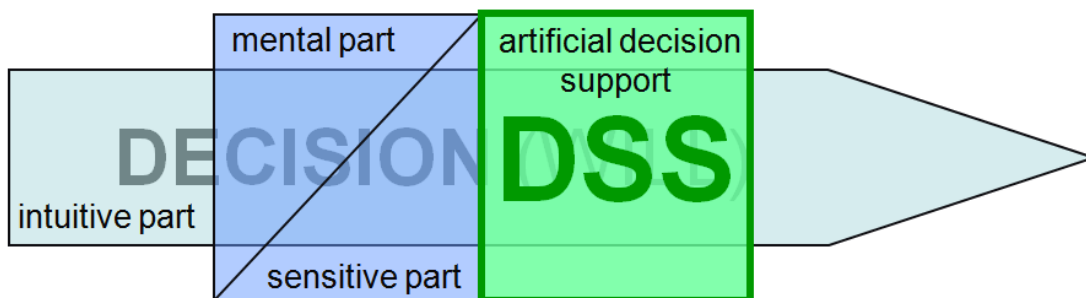 mental part
artificial decision
support
DECISION (WILL)
DSS
intuitive part
sensitive part